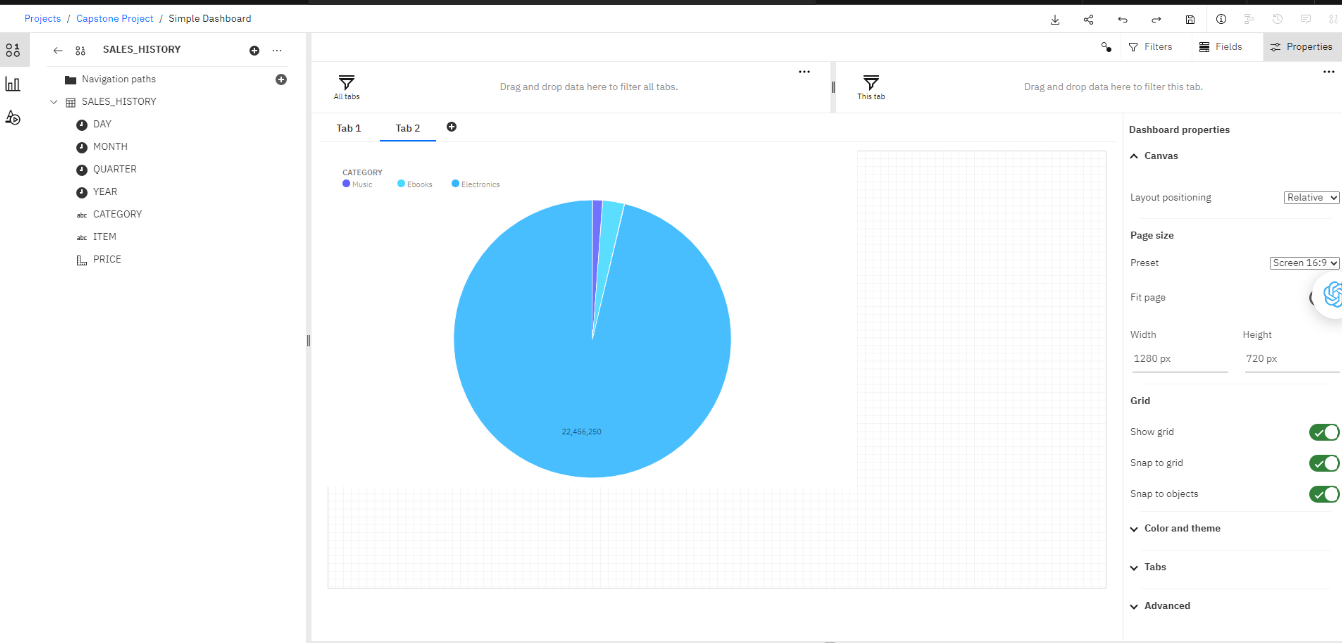 Projects / Capstone Project / Simple Dashboard
SALES_HISTORY
Filters
Fields
Properties
Navigation paths
SALES_HISTORY
DAY
MONTH
QUARTER
YEAR
abc CATEGORY
abc ITEM
PRICE
All tabs
Drag and drop data here to filter all tabs.
This tab
Drag and drop data here to filter this tab.
Tab 1
Tab 2
CATEGORY
Music Ebooks Electronics
22,456,250
Dashboard properties
Canvas
Layout positioning Relative
Page size
Preset Screen 16:9
Fit page
Width Height
1280 px 720 px
Grid
Show grid
Snap to grid
Snap to objects
Color and theme
Tabs
Advanced